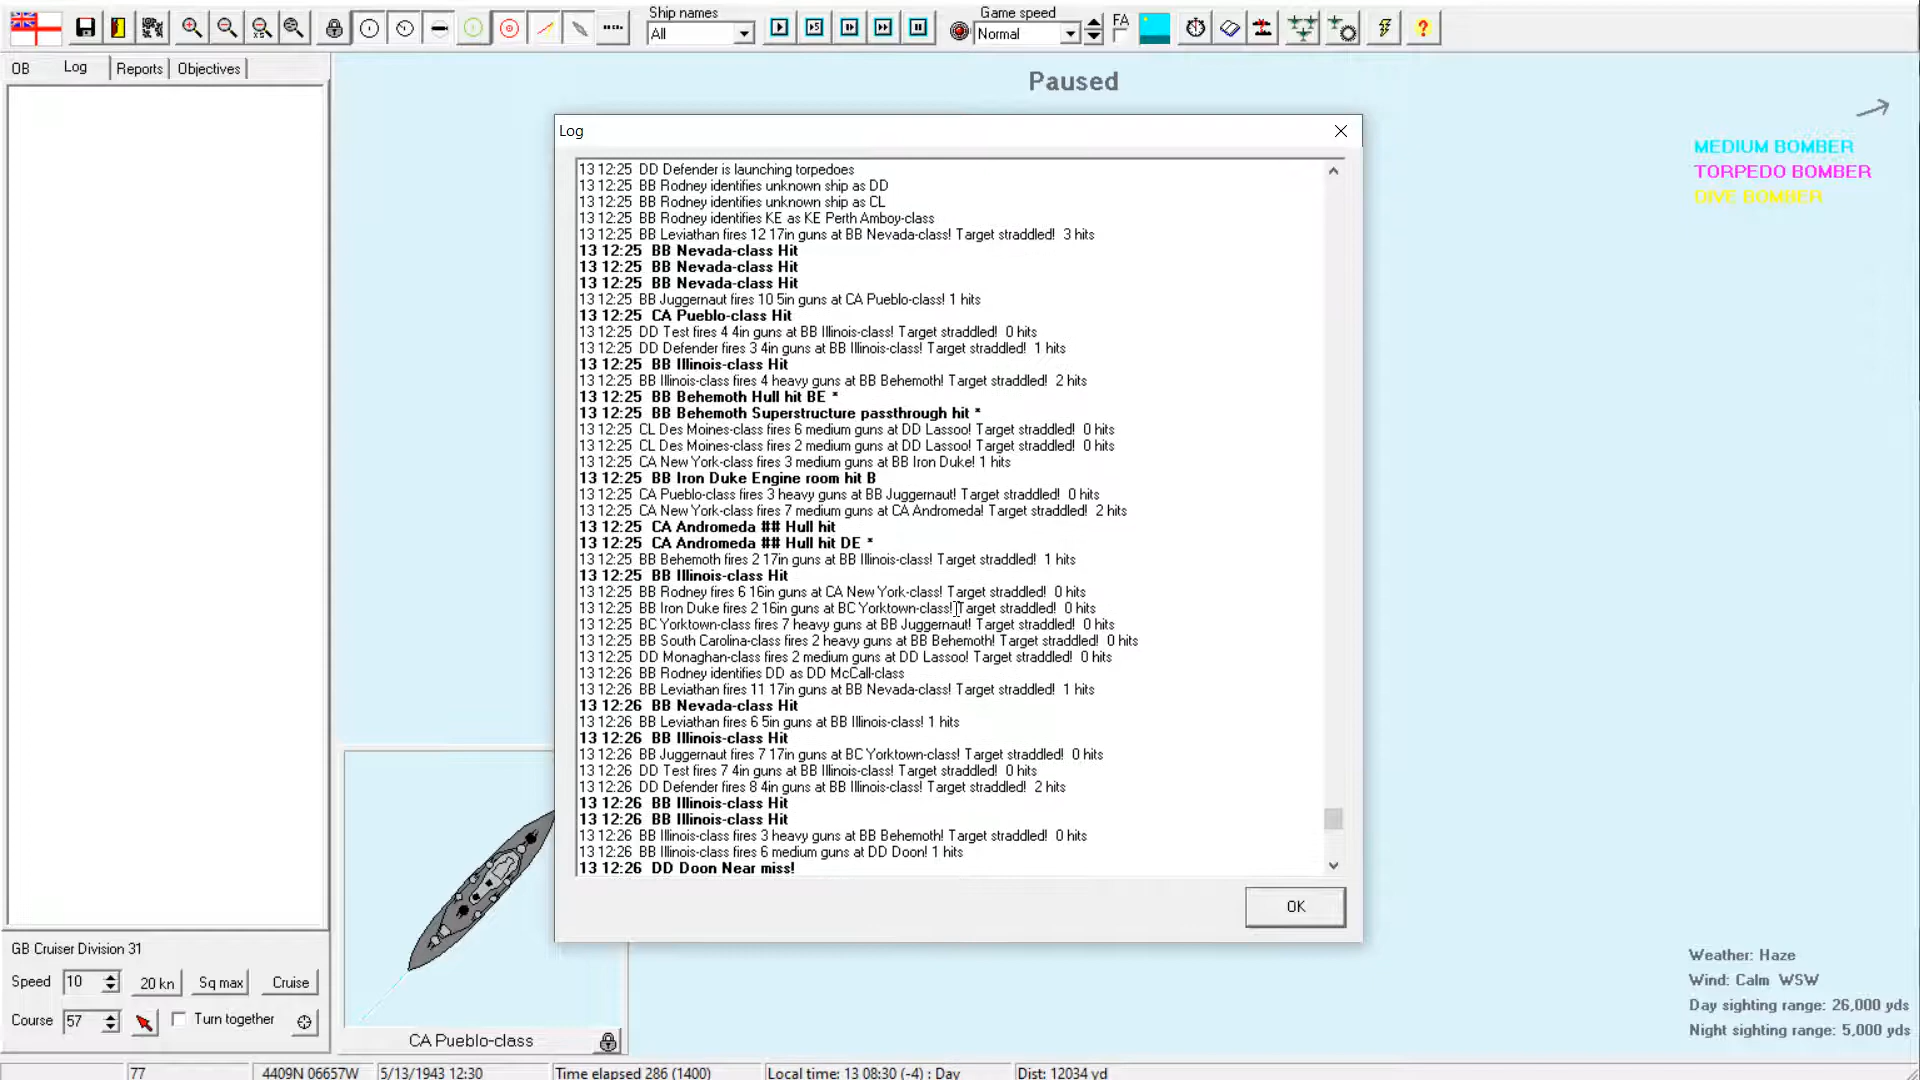 Ship names
All
Game speed
Normal
FA
OB
Log
Reports
Objectives
Paused
MEDIUM BOMBER
TORPEDO BOMBER
DIVE BOMBER
Log
13 12:25 DD Defender is launching torpedoes
13 12:25 BB Rodney identifies unknown ship as DD
13 12:25 BB Rodney identifies unknown ship as CL
13 12:25 BB Rodney identifies KE as KE Perth Amboy-class
13 12:25 BB Leviathan fires 12 17in guns at BB Nevada-class! Target straddled! 3 hits
13 12:25 BB Nevada-class Hit
13 12:25 BB Nevada-class Hit
13 12:25 BB Nevada-class Hit
13 12:25 BB Juggernaut fires 10 5in guns at CA Pueblo-class! 1 hits
13 12:25 CA Pueblo-class Hit
13 12:25 DD Test fires 4 4in guns at BB Illinois-class! Target straddled! 0 hits
13 12:25 DD Defender fires 3 4in guns at BB Illinois-class! Target straddled! 1 hits
13 12:25 BB Illinois-class Hit
13 12:25 BB Illinois-class fires 4 heavy guns at BB Behemoth! Target straddled! 2 hits
13 12:25 BB Behemoth Hull hit BE *
13 12:25 BB Behemoth Superstructure passthrough hit *
13 12:25 CL Des Moines-class fires 6 medium guns at DD Lassoo! Target straddled! 0 hits
13 12:25 CL Des Moines-class fires 2 medium guns at DD Lassoo! Target straddled! 0 hits
13 12:25 CA New York-class fires 3 medium guns at BB Iron Duke! 1 hits
13 12:25 BB Iron Duke Engine room hit B
13 12:25 CA Pueblo-class fires 3 heavy guns at BB Juggernaut! Target straddled! 0 hits
13 12:25 CA New York-class fires 7 medium guns at CA Andromeda! Target straddled! 2 hits
13 12:25 CA Andromeda ## Hull hit
13 12:25 CA Andromeda ## Hull hit DE *
13 12:25 BB Behemoth fires 2 17in guns at BB Illinois-class! Target straddled! 1 hits
13 12:25 BB Illinois-class Hit
13 12:25 BB Rodney fires 6 16in guns at CA New York-class! Target straddled! 0 hits
13 12:25 BB Iron Duke fires 2 16in guns at BC Yorktown-class! Target straddled! 0 hits
13 12:25 BC Yorktown-class fires 7 heavy guns at BB Juggernaut! Target straddled! 0 hits
13 12:25 BB South Carolina-class fires 2 heavy guns at BB Behemoth! Target straddled! 0 hits
13 12:25 DD Monaghan-class fires 2 medium guns at DD Lassoo! Target straddled! 0 hits
13 12:26 BB Rodney identifies DD as DD McCall-class
13 12:26 BB Leviathan fires 11 17in guns at BB Nevada-class! Target straddled! 1 hits
13 12:26 BB Nevada-class Hit
13 12:26 BB Leviathan fires 6 5in guns at BB Illinois-class! 1 hits
13 12:26 BB Illinois-class Hit
13 12:26 BB Juggernaut fires 7 17in guns at BC Yorktown-class! Target straddled! 0 hits
13 12:26 DD Test fires 7 4in guns at BB Illinois-class! Target straddled! 0 hits
13 12:26 DD Defender fires 8 4in guns at BB Illinois-class! Target straddled! 2 hits
13 12:26 BB Illinois-class Hit
13 12:26 BB Illinois-class Hit
13 12:26 BB Illinois-class fires 3 heavy guns at BB Behemoth! Target straddled! 0 hits
13 12:26 BB Illinois-class fires 6 medium guns at DD Doon! 1 hits
13 12:26 DD Doon Near miss!
OK
GB Cruiser Division 31
Speed 10 20 kn Sq max Cruise
Course 57 Turn together
CA Pueblo-class
Weather: Haze
Wind: Calm WSW
Day sighting range: 26,000 yds
Night sighting range: 5,000 yds
77
4409N 06657W
5/13/1943 12:30
Time elapsed 286 (1400)
Local time: 13 08:30 (-4) : Day
Dist: 12034 yd